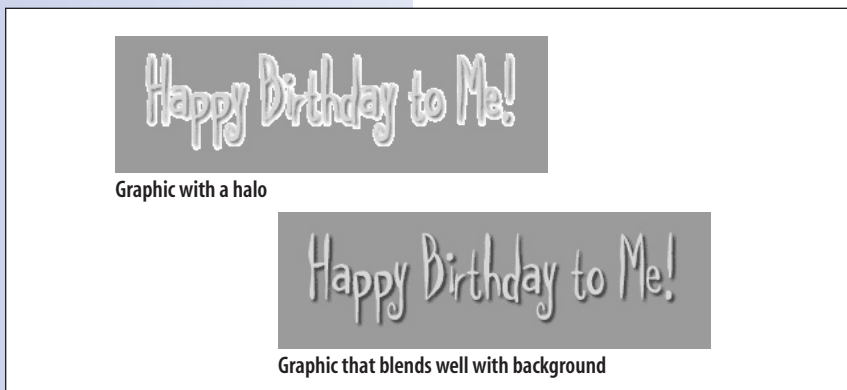 Happy Birthday to Me!
Graphic with a halo
Happy Birthday to Me!
Graphic that blends well with background